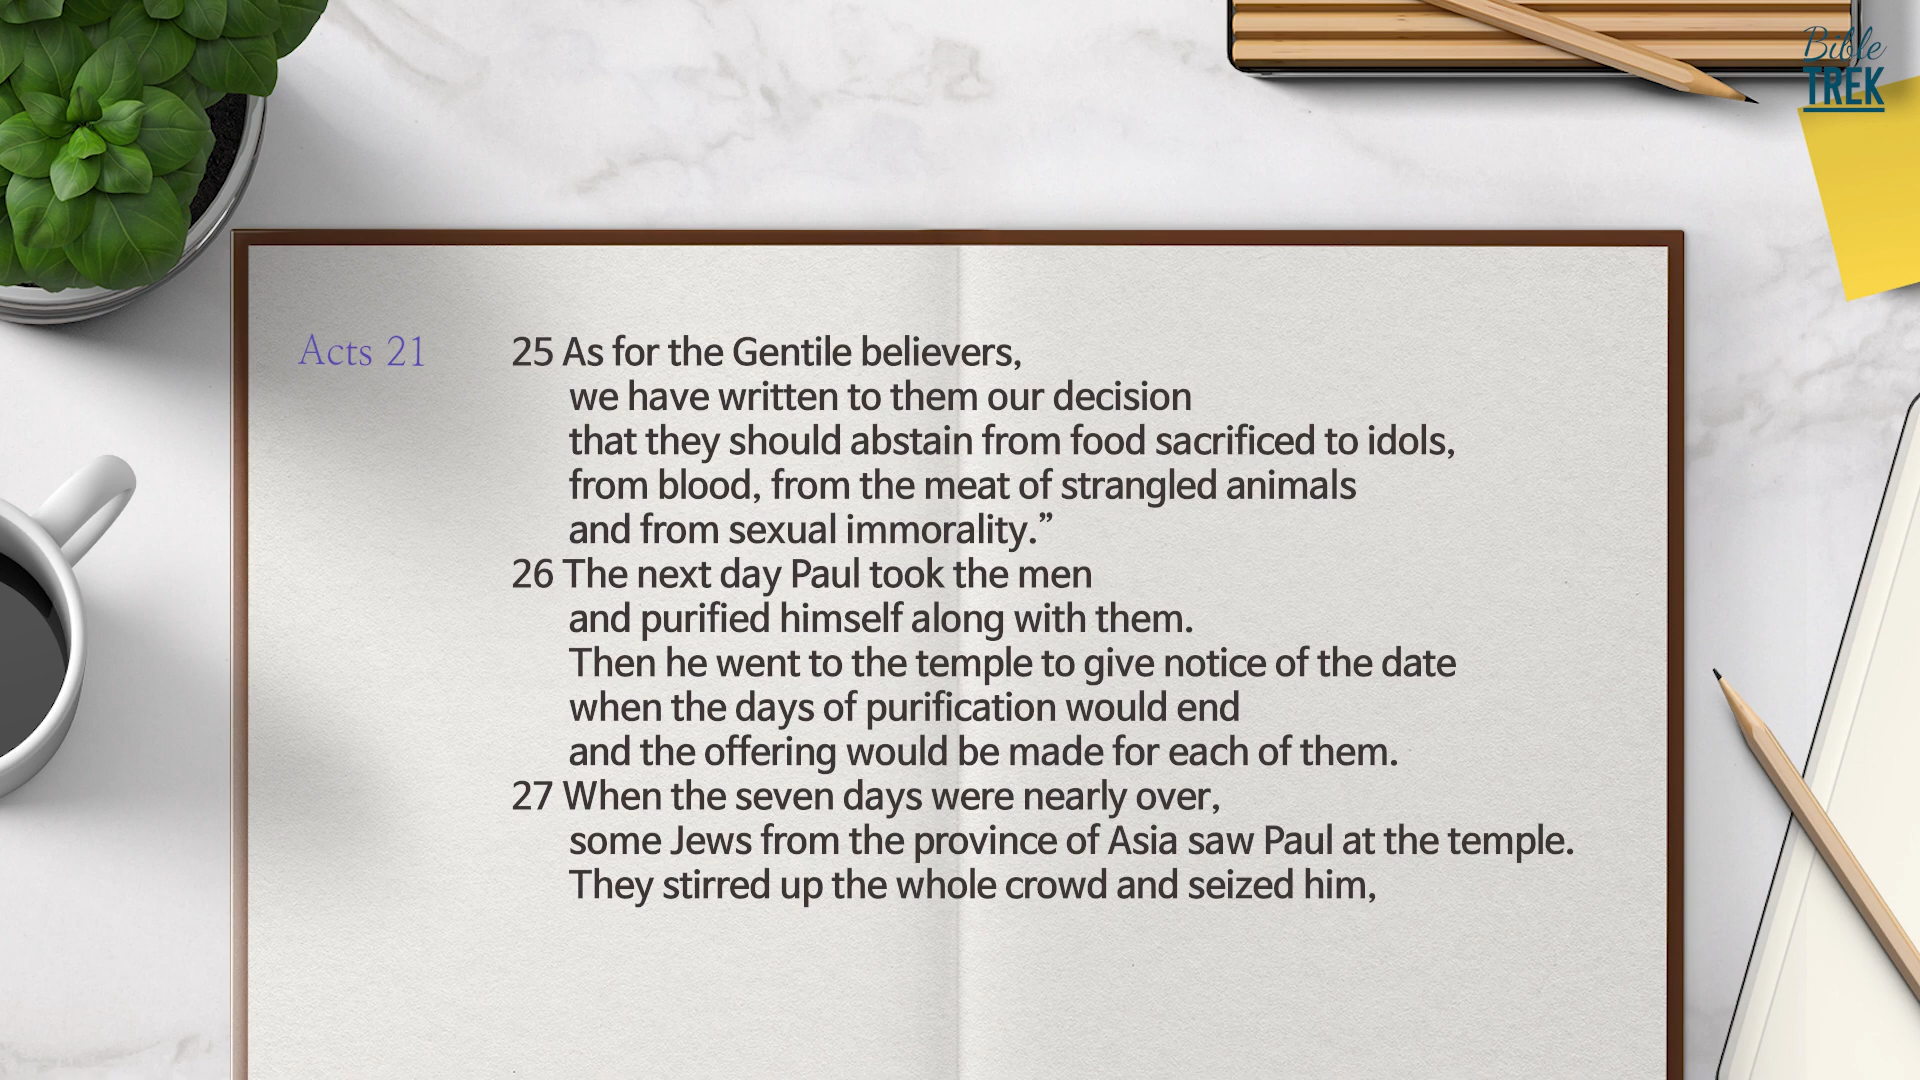 Bible
TREK
Acts 21
25 As for the Gentile believers,
we have written to them our decision
that they should abstain from food sacrificed to idols,
from blood, from the meat of strangled animals
and from sexual immorality.”
26 The next day Paul took the men
and purified himself along with them.
Then he went to the temple to give notice of the date
when the days of purification would end
and the offering would be made for each of them.
27 When the seven days were nearly over,
some Jews from the province of Asia saw Paul at the temple.
They stirred up the whole crowd and seized him,